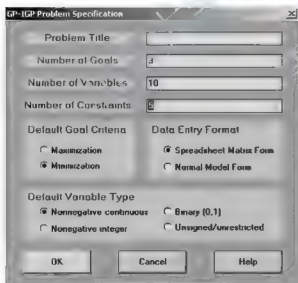 GP-IGP Problem Specification
Problem Title
Number of Goals 3
Number of Variables 10
Number of Constraints
Default Goal Criteria
Maximization
Minimization
Data Entry Format
Spreadsheet Matrix Form
Normal Model Form
Default Variable Type
Nonnegative continuous
Nonegative integer
Binary (0,1)
Unsigned/unrestricted
OK
Cancel
Help